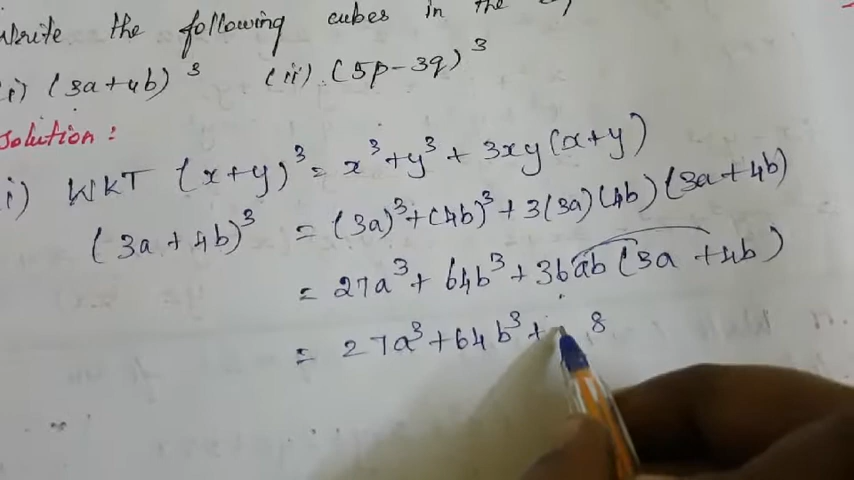 Write the following cubes in the
(i) (3a+4b)³ (ii) (5p-3q)³
Solution:
i) WKT (x+y)³ = x³+y³+3xy(x+y)
(3a+4b)³ = (3a)³+(4b)³+3(3a)(4b)(3a+4b)
= 27a³+64b³+36ab(3a+4b)
= 27a³+64b³+ 8